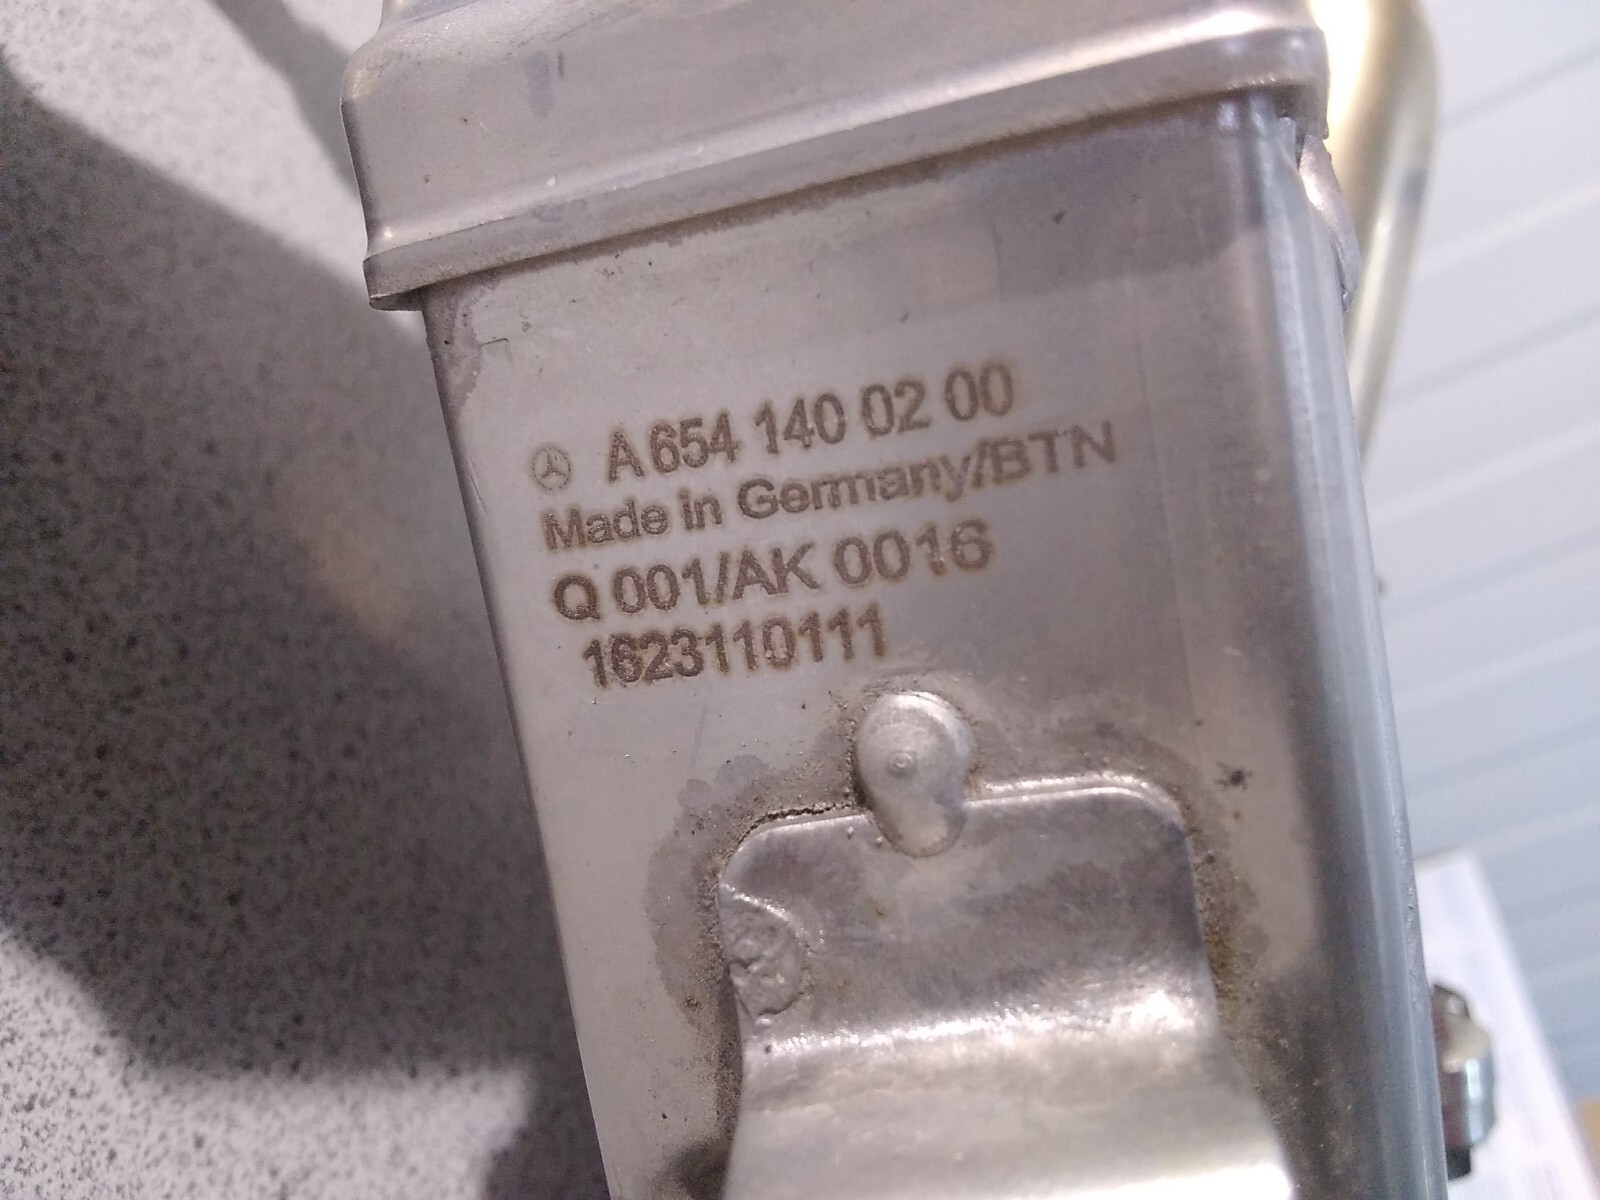 A 654 140 02 00
Made in Germany/BTN
Q 001/AK 0016
1623110111